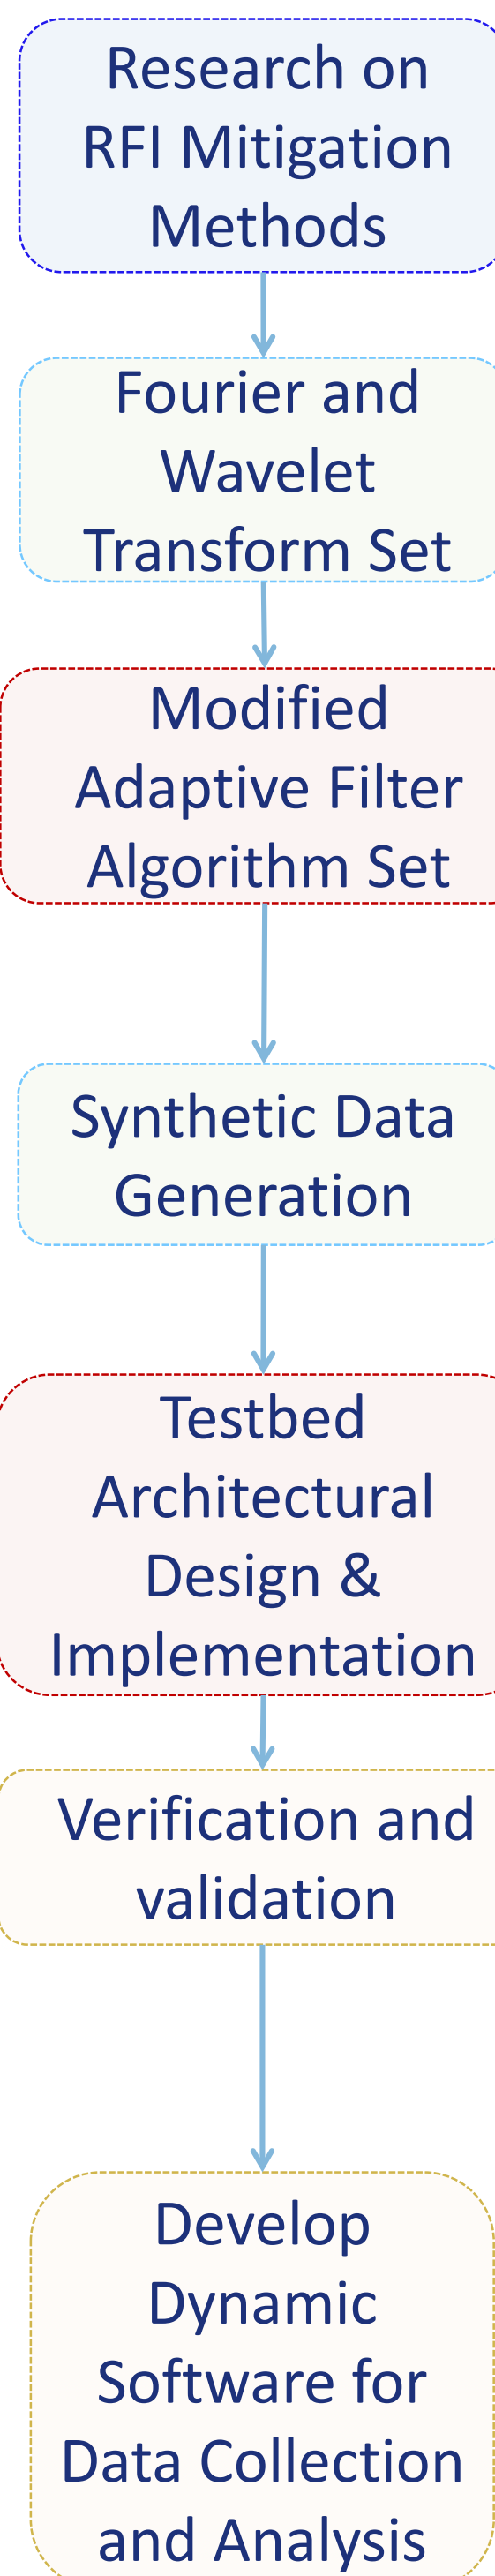 Research on
RFI Mitigation
Methods
Fourier and
Wavelet
Transform Set
Modified
Adaptive Filter
Algorithm Set
Synthetic Data
Generation
Testbed
Architectural
Design &
Implementation
Verification and
validation
Develop
Dynamic
Software for
Data Collection
and Analysis